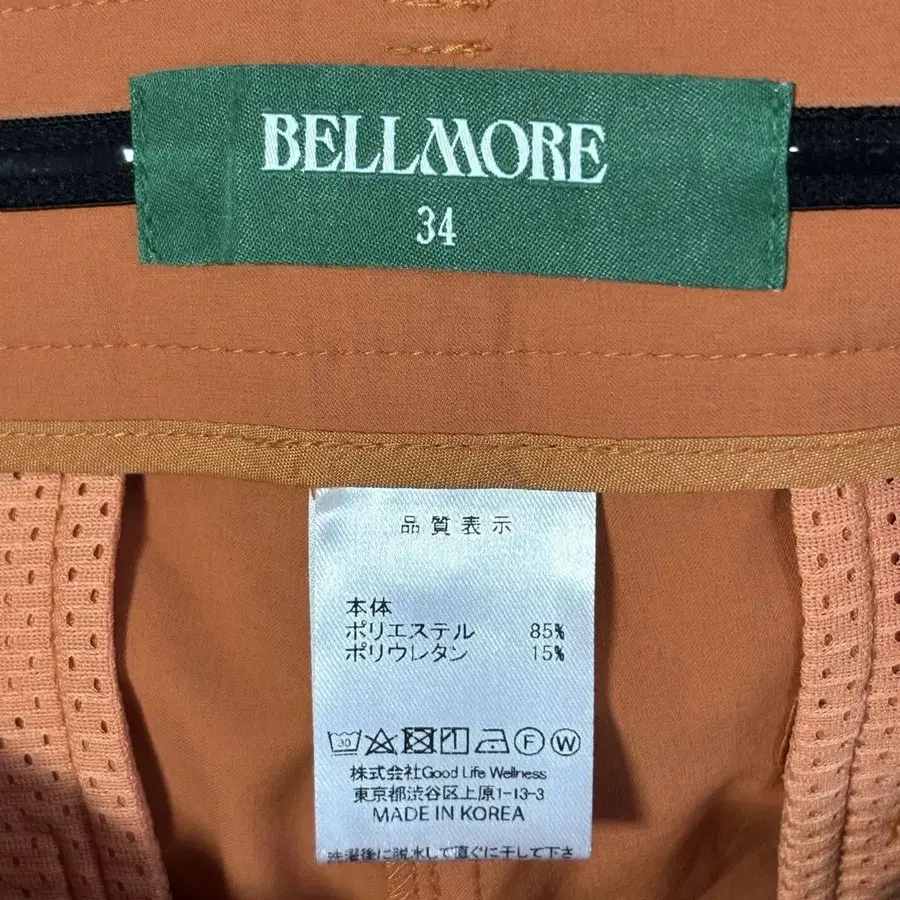 BELLMORE
34
品質表示
本体
ポリエステル 85%
ポリウレタン 15%
30 F W
株式会社Good Life Wellness
東京都渋谷区上原1-13-3
MADE IN KOREA
洗濯後に脱水して直ぐに干して下さ